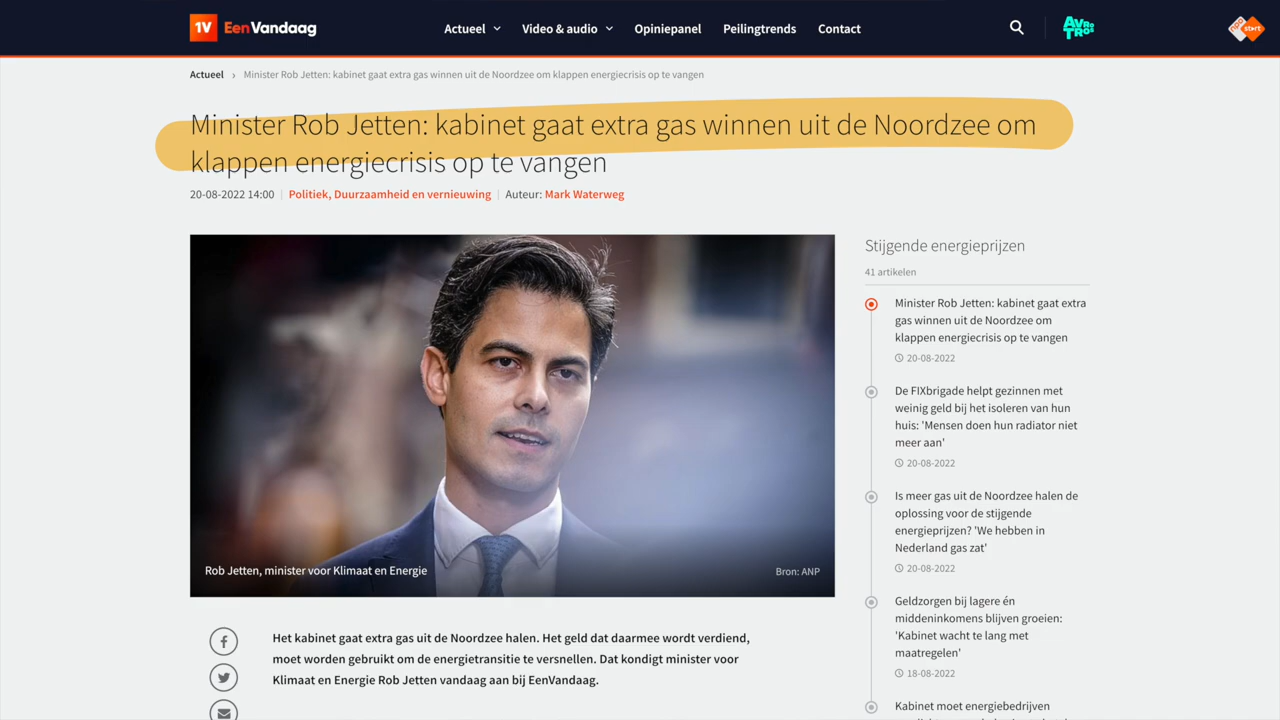 1V EenVandaag
Actueel Video & audio Opiniepanel Peilingtrends Contact
AVROTROS
npo start
Actueel › Minister Rob Jetten: kabinet gaat extra gas winnen uit de Noordzee om klappen energiecrisis op te vangen
Minister Rob Jetten: kabinet gaat extra gas winnen uit de Noordzee om
klappen energiecrisis op te vangen
20-08-2022 14:00 | Politiek, Duurzaamheid en vernieuwing | Auteur: Mark Waterweg
Rob Jetten, minister voor Klimaat en Energie
Bron: ANP
Het kabinet gaat extra gas uit de Noordzee halen. Het geld dat daarmee wordt verdiend,
moet worden gebruikt om de energietransitie te versnellen. Dat kondigt minister voor
Klimaat en Energie Rob Jetten vandaag aan bij EenVandaag.
Stijgende energieprijzen
41 artikelen
Minister Rob Jetten: kabinet gaat extra
gas winnen uit de Noordzee om
klappen energiecrisis op te vangen
20-08-2022
De FIXbrigade helpt gezinnen met
weinig geld bij het isoleren van hun
huis: 'Mensen doen hun radiator niet
meer aan'
20-08-2022
Is meer gas uit de Noordzee halen de
oplossing voor de stijgende
energieprijzen? 'We hebben in
Nederland gas zat'
20-08-2022
Geldzorgen bij lagere én
middeninkomens blijven groeien:
'Kabinet wacht te lang met
maatregelen'
18-08-2022
Kabinet moet energiebedrijven